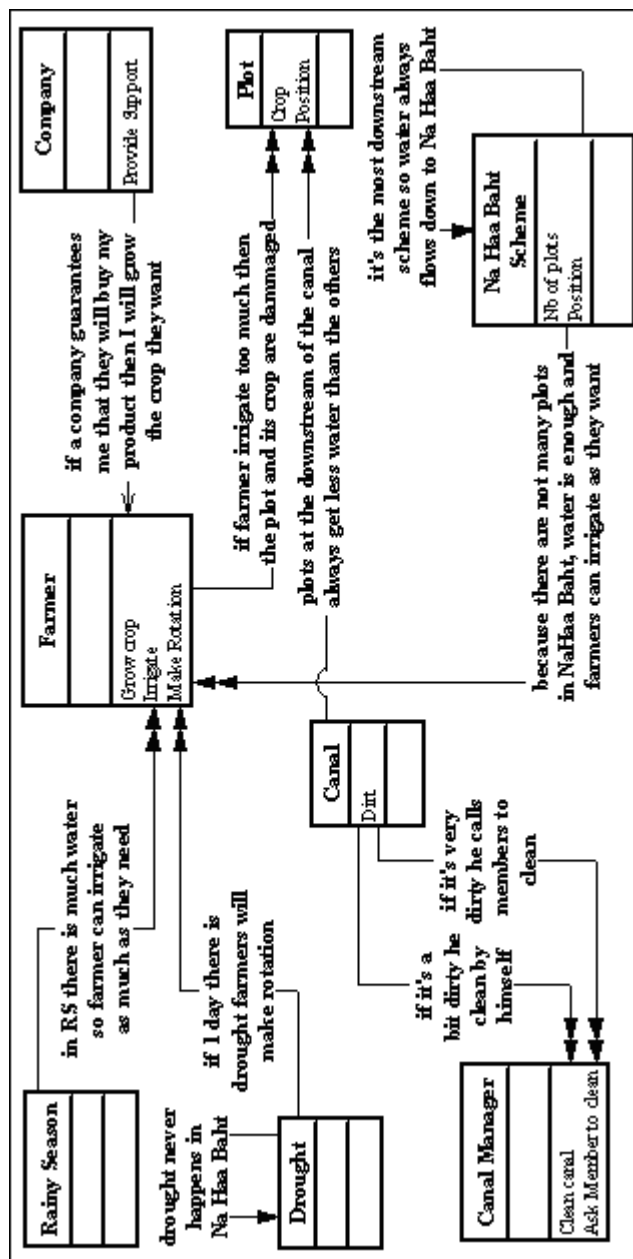 Rainy Season
in RS there is much water
so farmer can irrigate
as much as they need
Farmer
Grow crop
Irrigate
Make Rotation
if a company guarantees
me that they will buy my
product then I will grow
the crop they want
Company
Provide Support
drought never
happens in
Na Haa Baht
Drought
if 1 day there is
drought farmers will
make rotation
if farmer irrigate too much then
the plot and its crop are dammaged
plots at the downstream of the canal
always get less water than the others
Plot
Crop
Position
Canal
Dirt
if it's a
bit dirty he
clean by
himself
if it's very
dirty he calls
members to
clean
Canal Manager
Clean canal
Ask Member to clean
because there are not many plots
in NaHaa Baht, water is enough and
farmers can irrigate as they want
it's the most downstream
scheme so water always
flows down to Na Haa Baht
Na Haa Baht
Scheme
Nb of plots
Position